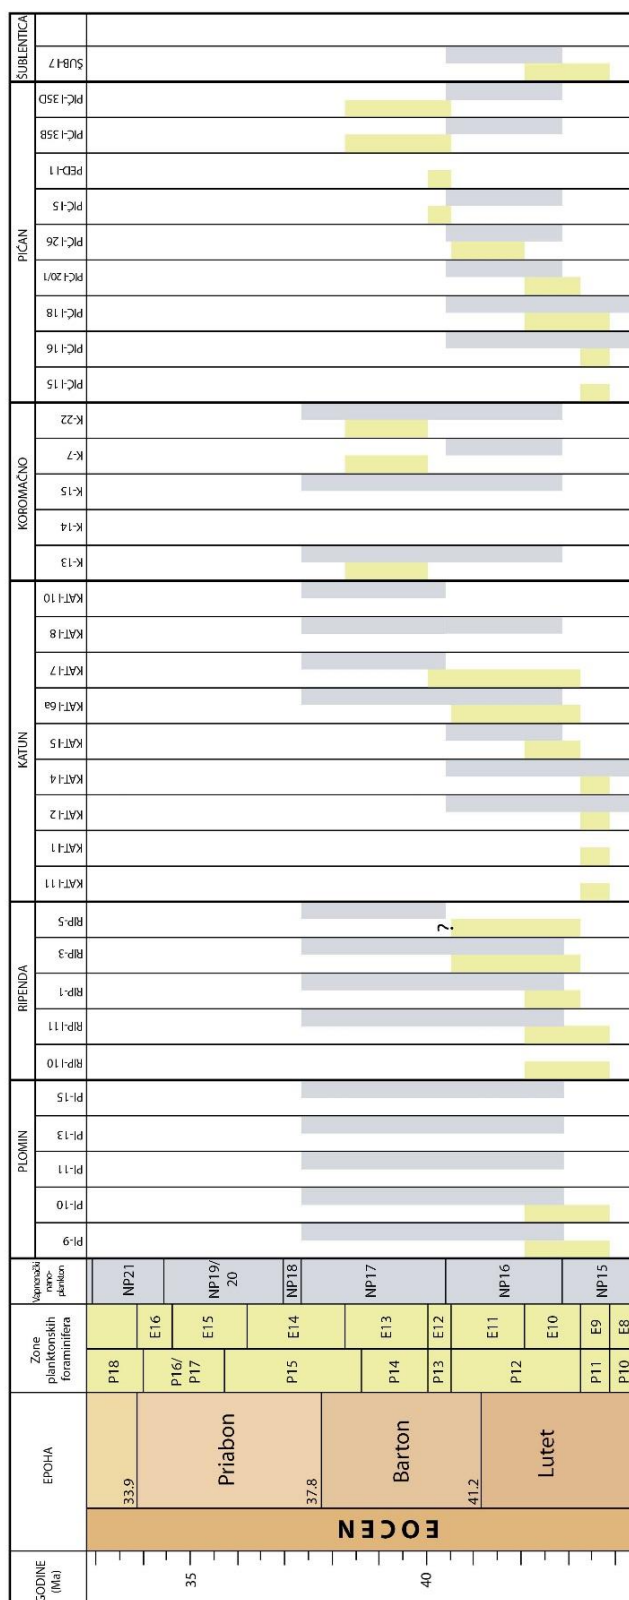 ŠUBLENTICA
ŠUB-I 7
PIČAN
PIĆ-I 35D
PIĆ-I 35B
PED-I 1
PIĆ-I5
PIĆ-I 26
PIĆ-I 20/1
PIĆ-I 18
PIĆ-I 16
PIĆ-I 15
KOROMAČNO
K-22
K-7
K-15
K-14
K-13
KATUN
KAT-I 10
KAT-I 8
KAT-I 7
KAT-I 6a
KAT-I 5
KAT-I 4
KAT-I 2
KAT-I 1
KAT-I 11
RIPENDA
RIP-5
?
RIP-3
RIP-1
RIP-I 11
RIP-I 10
PLOMIN
Pl-15
Pl-13
Pl-11
Pl-10
Pl-9
Vapnenački
nano-
plankton
NP21
NP19/
20
NP18
NP17
NP16
NP15
Zone
planktonskih
foraminifera
E16
E15
E14
E13
E12
E11
E10
E9
E8
P18
P16/
P17
P15
P14
P13
P12
P11
P10
EPOHA
33.9
Priabon
37.8
Barton
41.2
Lutet
EOCEN
GODINE
(Ma)
35
40